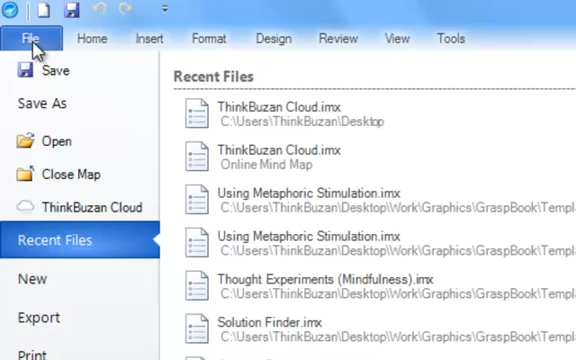 File Home Insert Format Design Review View Tools
Save
Save As
Open
Close Map
ThinkBuzan Cloud
Recent Files
New
Export
Print
Recent Files
ThinkBuzan Cloud.imx
C:\Users\ThinkBuzan\Desktop
ThinkBuzan Cloud.imx
Online Mind Map
Using Metaphoric Stimulation.imx
C:\Users\ThinkBuzan\Desktop\Work\Graphics\GraspBook\Templ
Using Metaphoric Stimulation.imx
C:\Users\ThinkBuzan\Desktop\Work\Graphics\GraspBook\Templ
Thought Experiments (Mindfulness).imx
C:\Users\ThinkBuzan\Desktop\Work\Graphics\GraspBook\Templ
Solution Finder.imx
C:\Users\ThinkBuzan\Desktop\Work\Graphics\GraspBook\Templ